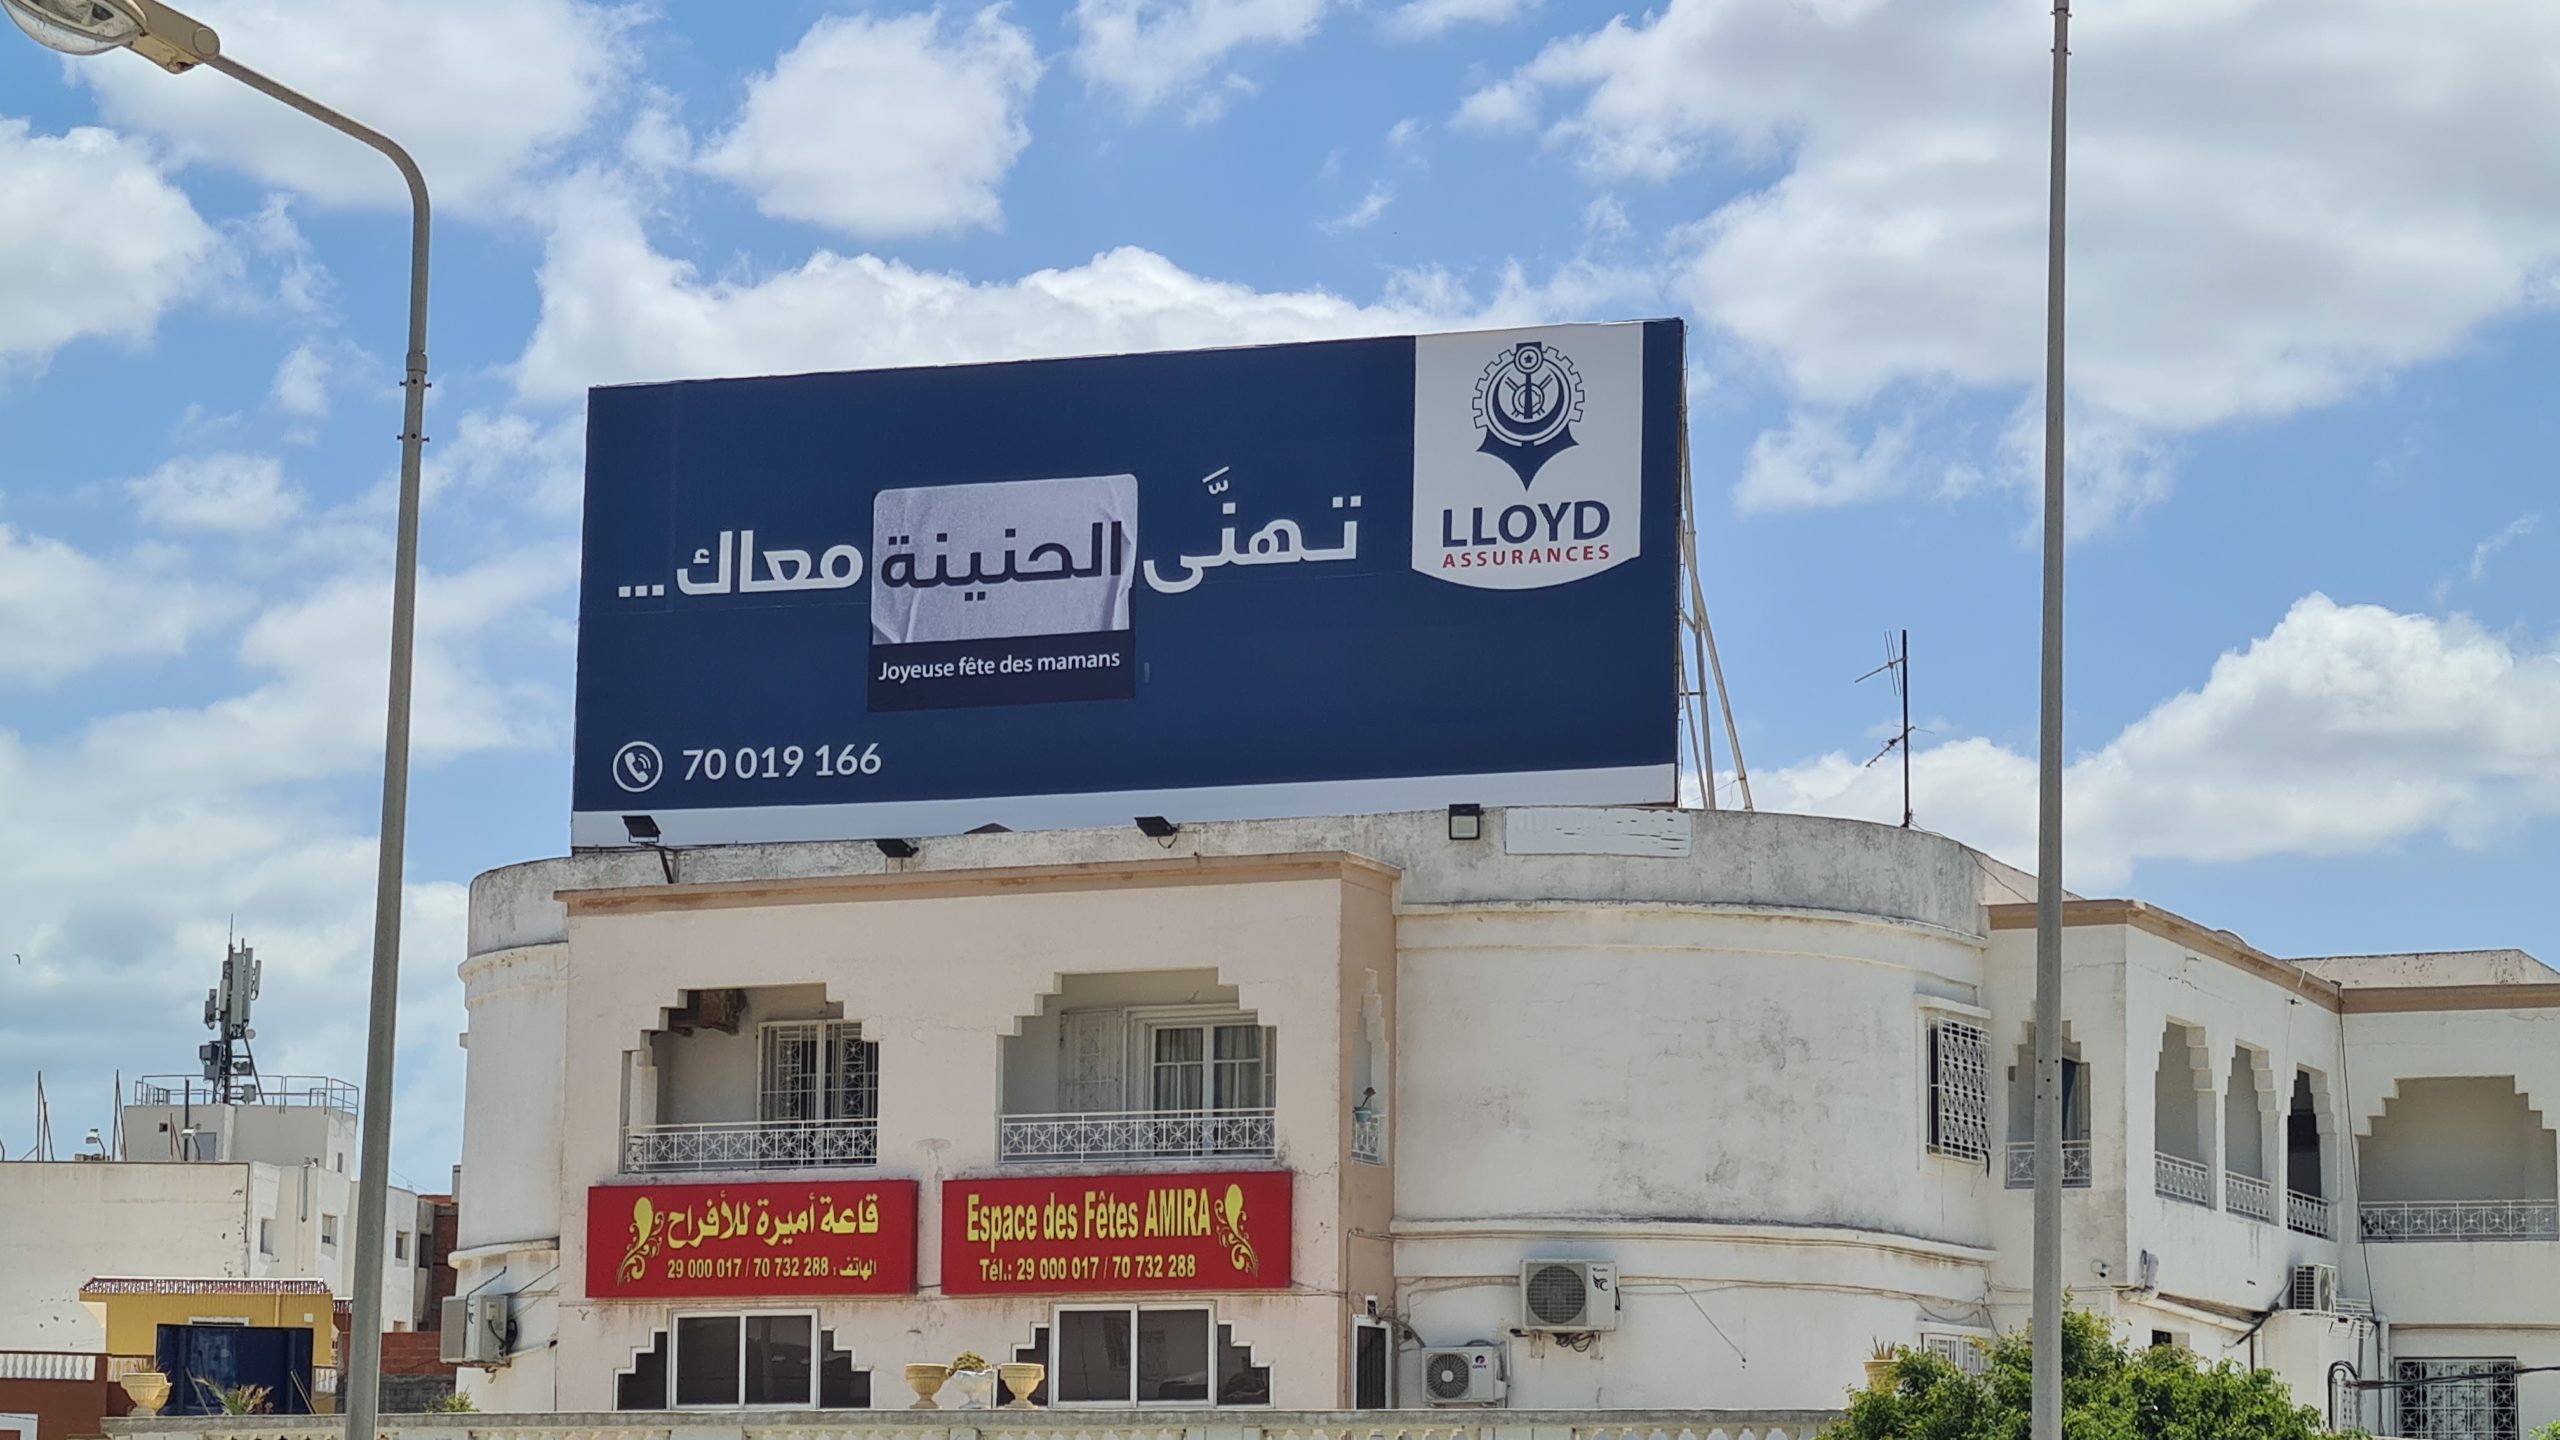 تهنَّى الحنينة معاك...
Joyeuse fête des mamans
LLOYD
ASSURANCES
70 019 166
قاعة أميرة للأفراح
الهاتف : 70 732 288 / 29 000 017
Espace des Fêtes AMIRA
Tél.: 29 000 017 / 70 732 288